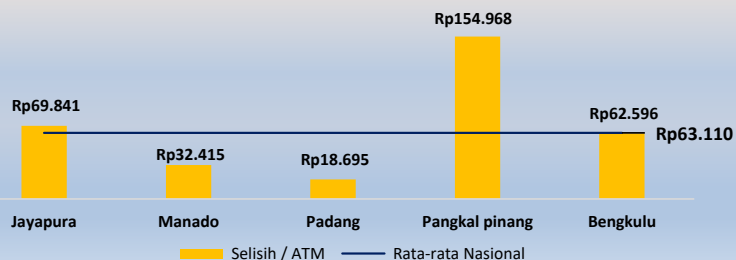 Rp154.968
Rp69.841
Rp62.596
Rp63.110
Rp32.415
Rp18.695
Jayapura Manado Padang Pangkal pinang Bengkulu
Selisih / ATM Rata-rata Nasional